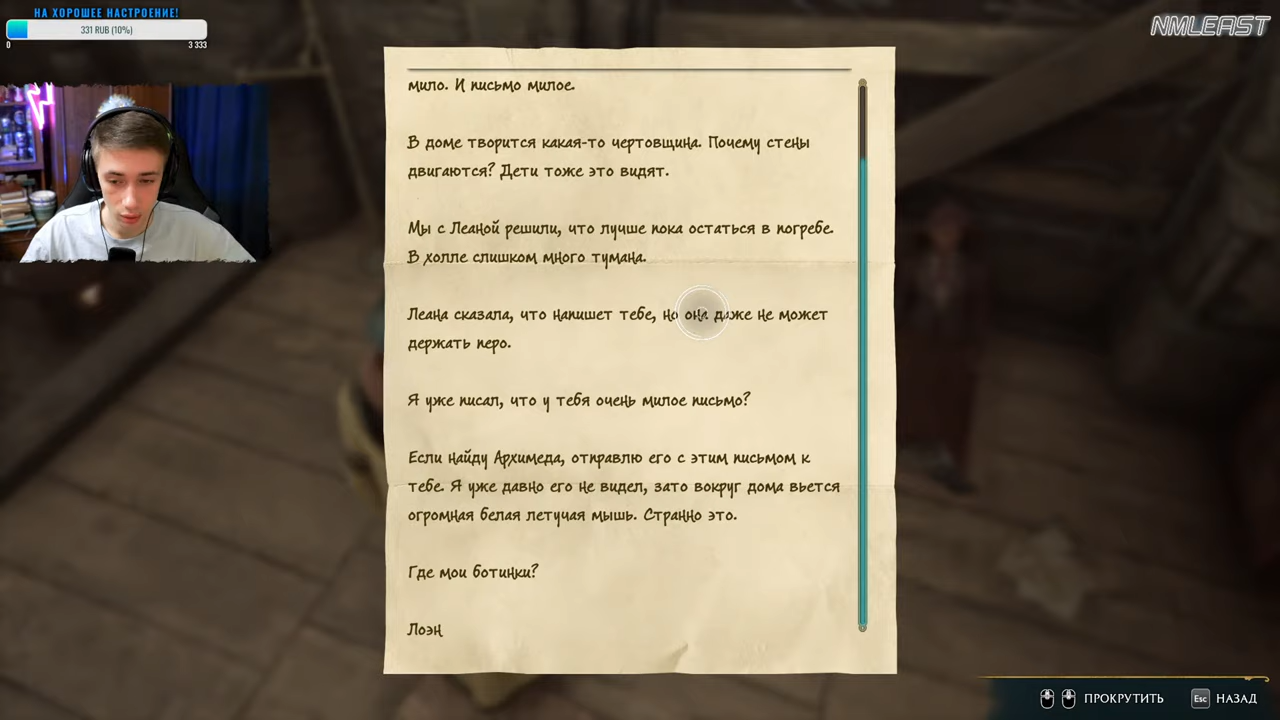 НА ХОРОШЕЕ НАСТРОЕНИЕ!
331 RUB (10%)
0
3 333
NMLEAST
мило. И письмо милое.
В доме творится какая-то чертовщина. Почему стены
двигаются? Дети тоже это видят.
Мы с Леаной решили, что лучше пока остаться в погребе.
В холле слишком много тумана.
Леана сказала, что напишет тебе, но она даже не может
держать перо.
Я уже писал, что у тебя очень милое письмо?
Если найду Архимеда, отправлю его с этим письмом к
тебе. Я уже давно его не видел, зато вокруг дома вьется
огромная белая летучая мышь. Странно это.
Где мои ботинки?
Лоэн
ПРОКРУТИТЬ
Esc НАЗАД